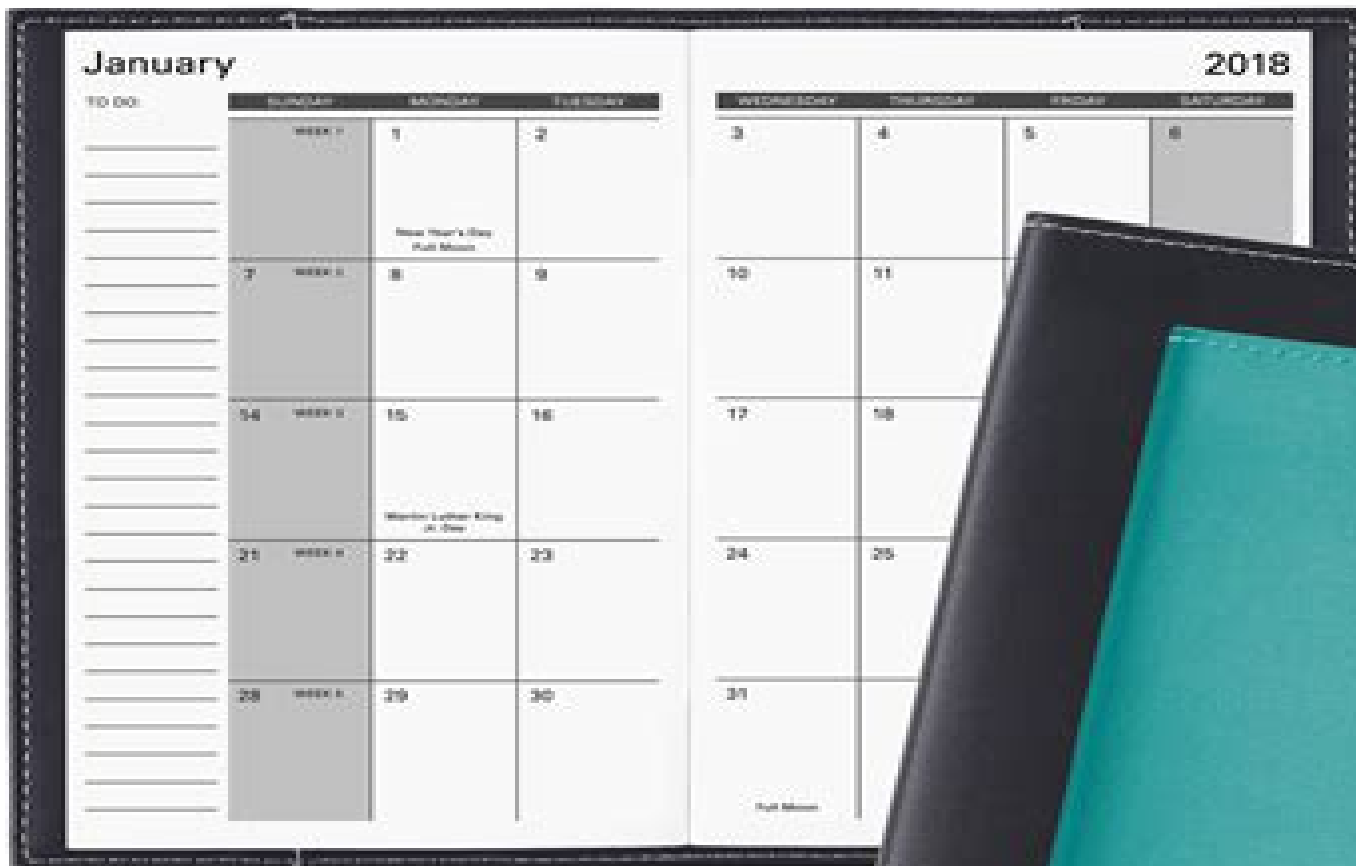 January 2018
TO DO: SUNDAY MONDAY TUESDAY WEDNESDAY THURSDAY FRIDAY SATURDAY
WEEK 1 1 2 3 4 5 6
New Year's Day
Full Moon
7 WEEK 2 8 9 10 11
14 WEEK 3 15 16 17 18
Martin Luther King
Jr. Day
21 WEEK 4 22 23 24 25
28 WEEK 5 29 30 31
Full Moon